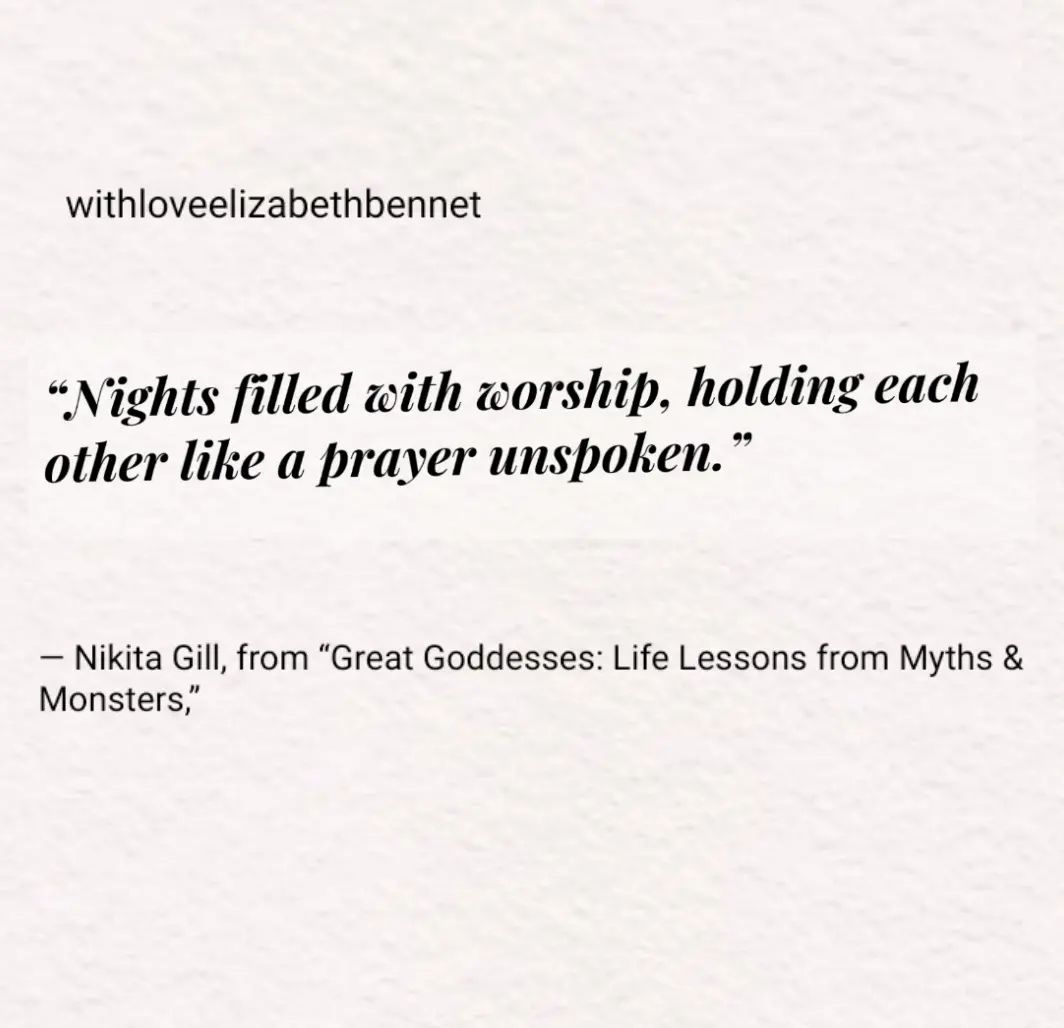 withloveelizabethbennet
“Nights filled with worship, holding each
other like a prayer unspoken.”
— Nikita Gill, from “Great Goddesses: Life Lessons from Myths &
Monsters,”